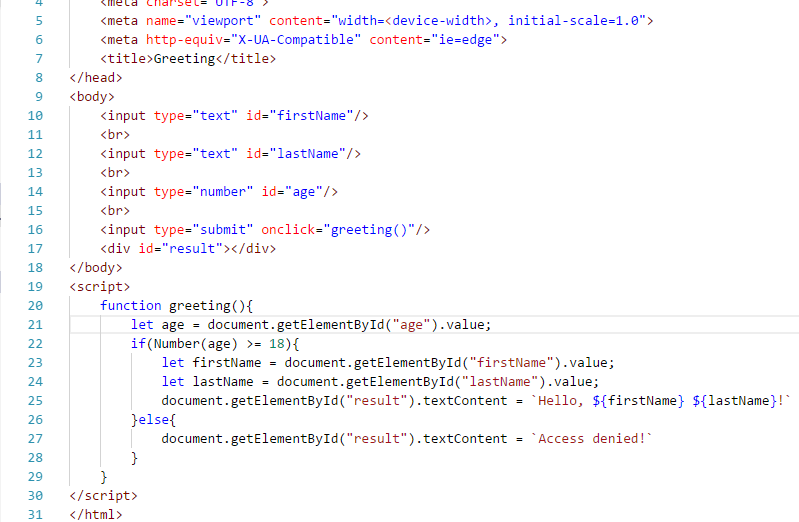 4 <meta charset="UTF-8">
5 <meta name="viewport" content="width=<device-width>, initial-scale=1.0">
6 <meta http-equiv="X-UA-Compatible" content="ie=edge">
7 <title>Greeting</title>
8 </head>
9 <body>
10 <input type="text" id="firstName"/>
11 <br>
12 <input type="text" id="lastName"/>
13 <br>
14 <input type="number" id="age"/>
15 <br>
16 <input type="submit" onclick="greeting()"/>
17 <div id="result"></div>
18 </body>
19 <script>
20 function greeting(){
21 let age = document.getElementById("age").value;
22 if(Number(age) >= 18){
23 let firstName = document.getElementById("firstName").value;
24 let lastName = document.getElementById("lastName").value;
25 document.getElementById("result").textContent = `Hello, ${firstName} ${lastName}!`
26 }else{
27 document.getElementById("result").textContent = `Access denied!`
28 }
29 }
30 </script>
31 </html>